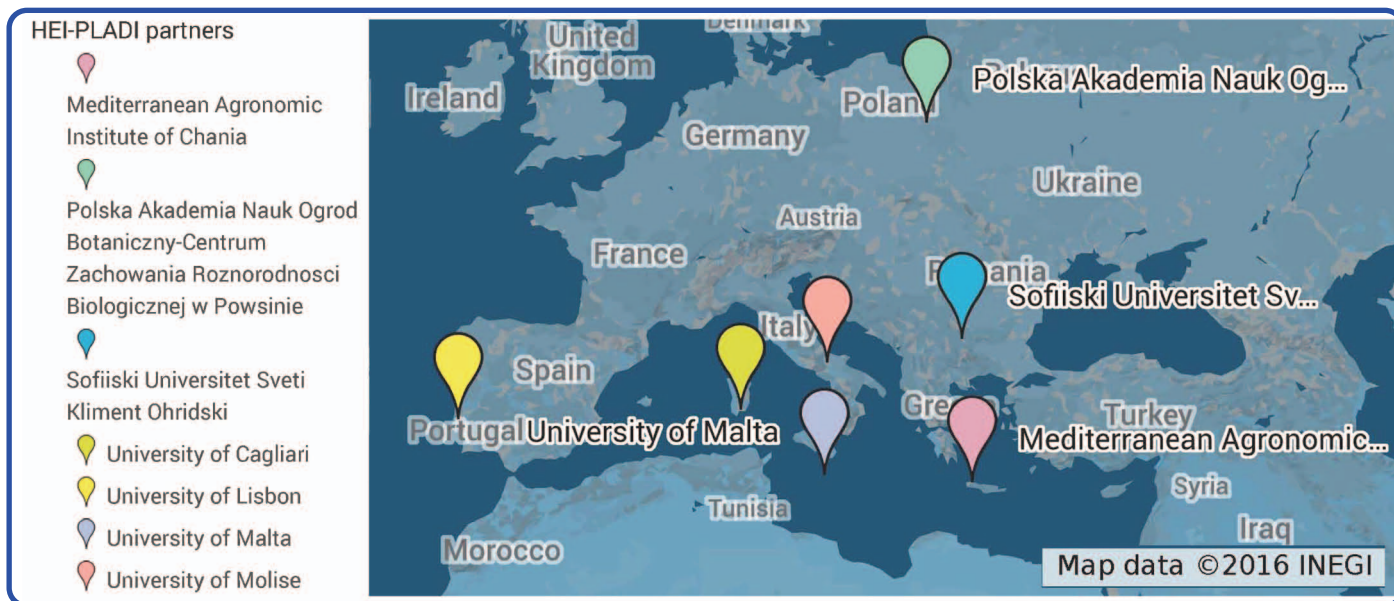 HEI-PLADI partners
Mediterranean Agronomic
Institute of Chania
Polska Akademia Nauk Ogrod
Botaniczny-Centrum
Zachowania Roznorodnosci
Biologicznej w Powsinie
Sofiiski Universitet Sveti
Kliment Ohridski
University of Cagliari
University of Lisbon
University of Malta
University of Molise
Denmark
United
Kingdom
Ireland
Poland
Polska Akademia Nauk Og...
Germany
Ukraine
Austria
France
Sofiiski Universitet Sv...
Italy
Spain
Portugal
University of Malta
Turkey
Mediterranean Agronomic...
Syria
Tunisia
Iraq
Morocco
Map data ©2016 INEGI